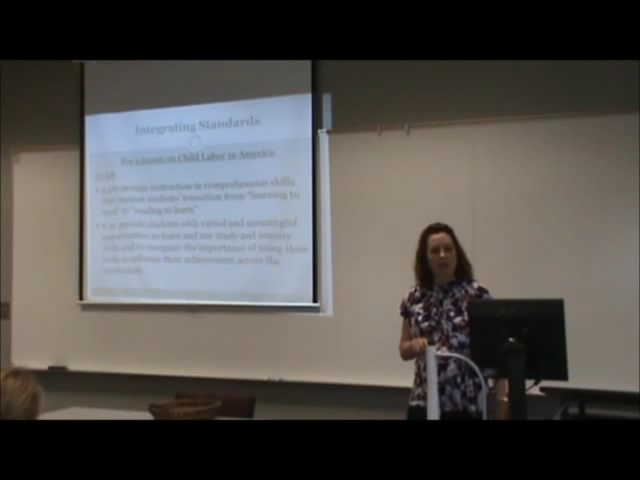 Integrating Standards
For a lesson on Child Labor in America
provide instruction in comprehension skills
that support students' transition from "learning to
read" to "reading to learn"
provide students with varied and meaningful
opportunities to learn and use study and inquiry
skills and to recognize the importance of using these
skills to enhance their achievement across the
curriculum